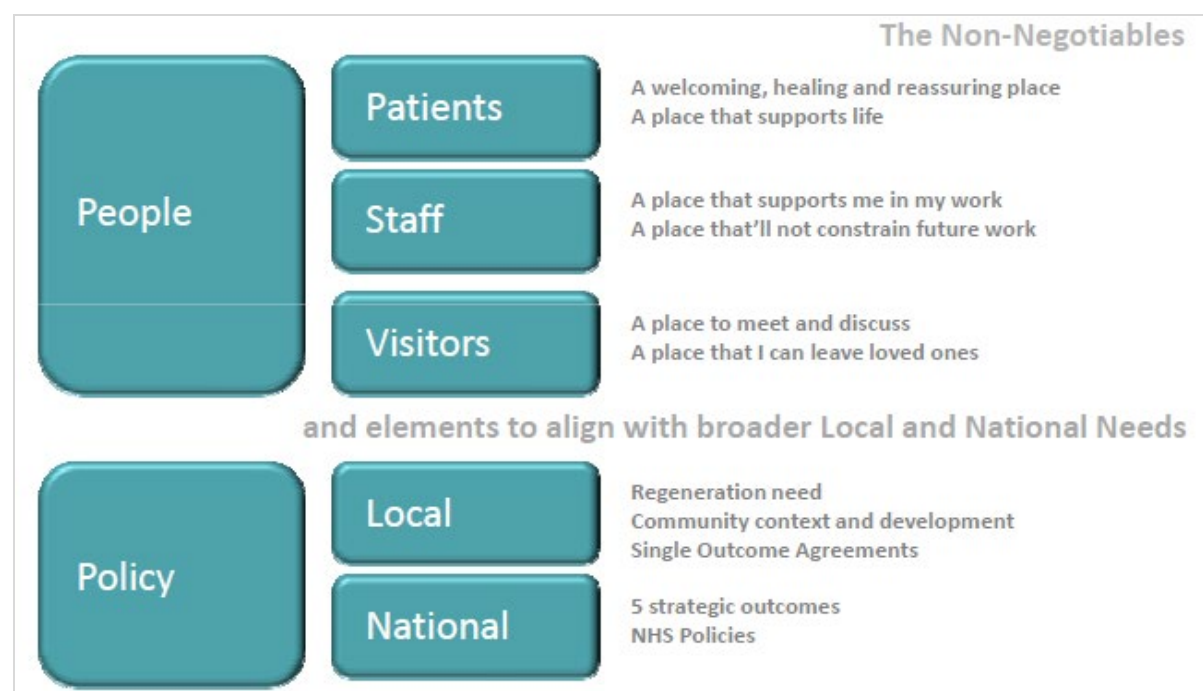 The Non-Negotiables
People
Patients
A welcoming, healing and reassuring place
A place that supports life
Staff
A place that supports me in my work
A place that’ll not constrain future work
Visitors
A place to meet and discuss
A place that I can leave loved ones
and elements to align with broader Local and National Needs
Policy
Local
Regeneration need
Community context and development
Single Outcome Agreements
National
5 strategic outcomes
NHS Policies